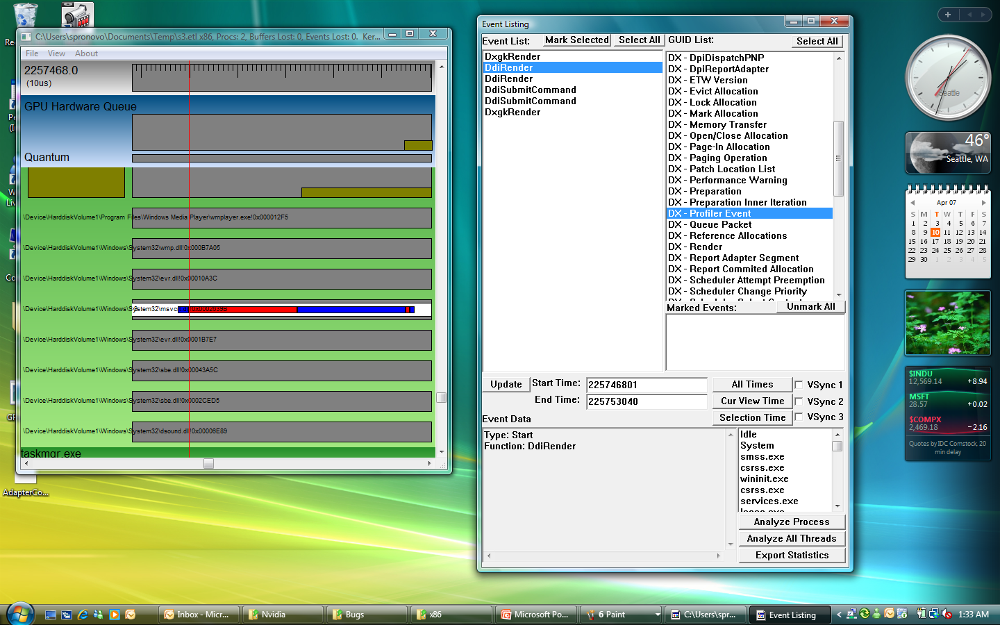 C:\Users\spronovo\Documents\Temp\s3.etl x86, Procs: 2, Buffers Lost: 0, Events Lost: 0. Ker...
File View About
2257468.0
(10us)
GPU Hardware Queue
Quantum
\Device\HarddiskVolume1\Program Files\Windows Media Player\wmplayer.exe!0x000012F5
\Device\HarddiskVolume1\Windows\System32\wmp.dll!0x000B7A05
\Device\HarddiskVolume1\Windows\System32\evr.dll!0x00010A3C
\Device\HarddiskVolume1\Windows\System32\msvc
\Device\HarddiskVolume1\Windows\System32\evr.dll!0x0001B7E7
\Device\HarddiskVolume1\Windows\System32\sbe.dll!0x00043A5C
\Device\HarddiskVolume1\Windows\System32\sbe.dll!0x0002CED5
\Device\HarddiskVolume1\Windows\System32\dsound.dll!0x00006E89
taskmgr.exe
AdapterCo...
Event Listing
Event List:
Mark Selected
Select All
DxgkRender
DdiRender
DdiRender
DdiSubmitCommand
DdiSubmitCommand
DxgkRender
GUID List:
Select All
DX - DpiDispatchPNP
DX - DpiReportAdapter
DX - ETW Version
DX - Evict Allocation
DX - Lock Allocation
DX - Mark Allocation
DX - Memory Transfer
DX - Open/Close Allocation
DX - Page-In Allocation
DX - Paging Operation
DX - Patch Location List
DX - Performance Warning
DX - Preparation
DX - Preparation Inner Iteration
DX - Profiler Event
DX - Queue Packet
DX - Reference Allocations
DX - Render
DX - Report Adapter Segment
DX - Report Commited Allocation
DX - Scheduler Attempt Preemption
DX - Scheduler Change Priority
Marked Events:
Unmark All
Update
Start Time:
225746801
All Times
VSync 1
End Time:
225753040
Cur View Time
VSync 2
Selection Time
VSync 3
Event Data
Type: Start
Function: DdiRender
Idle
System
smss.exe
csrss.exe
wininit.exe
csrss.exe
services.exe
Analyze Process
Analyze All Threads
Export Statistics
Seattle
46°
Seattle, WA
Apr 07
S M T W T F S
1 2 3 4 5 6 7
8 9 10 11 12 13 14
15 16 17 18 19 20 21
22 23 24 25 26 27 28
29 30 1 2 3 4 5
$INDU
12,569.14 +8.94
MSFT
28.57 +0.02
$COMPX
2,469.18 -2.16
Quotes by IDC Comstock, 20
min delay
Inbox - Micr...
Nvidia
Bugs
x86
Microsoft Po...
6 Paint
C:\Users\spr...
Event Listing
1:33 AM